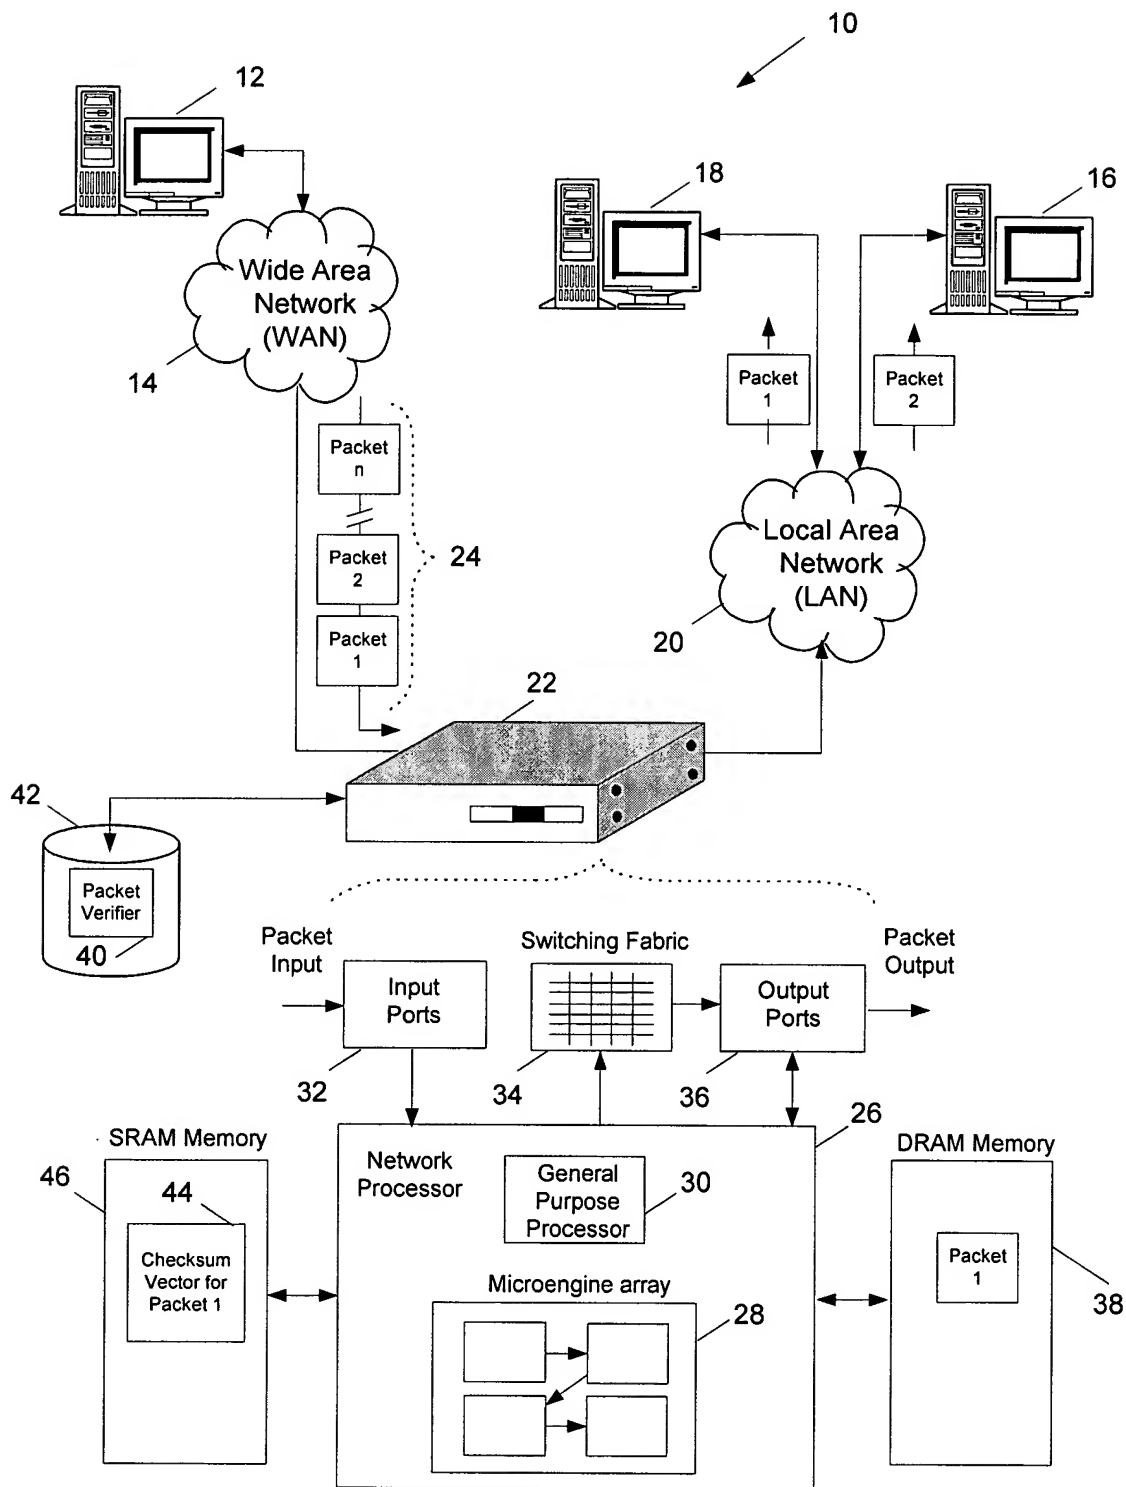 10
12
18
16
Wide Area
Network
(WAN)
14
Packet
1
Packet
2
Packet
n
Packet
2
Packet
1
24
Local Area
Network
(LAN)
20
22
42
Packet
Verifier
40
Packet
Input
Switching Fabric
Packet
Output
Input
Ports
Output
Ports
32
34
36
26
SRAM Memory
DRAM Memory
Network
Processor
General
Purpose
Processor
30
46
44
Checksum
Vector for
Packet 1
Packet
1
38
Microengine array
28